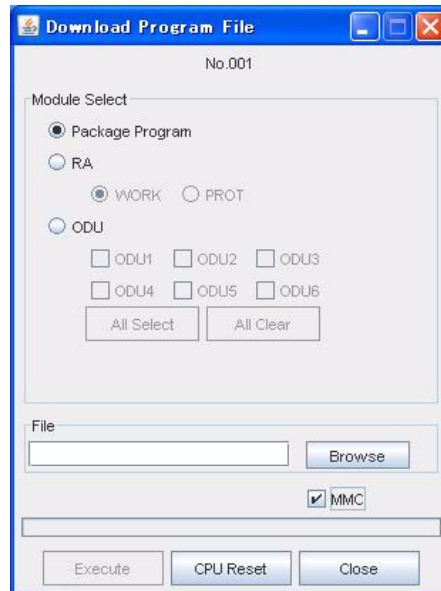 Download Program File
No.001
Module Select
Package Program
RA
WORK PROT
ODU
ODU1 ODU2 ODU3
ODU4 ODU5 ODU6
All Select All Clear
File
Browse
MMC
Execute CPU Reset Close